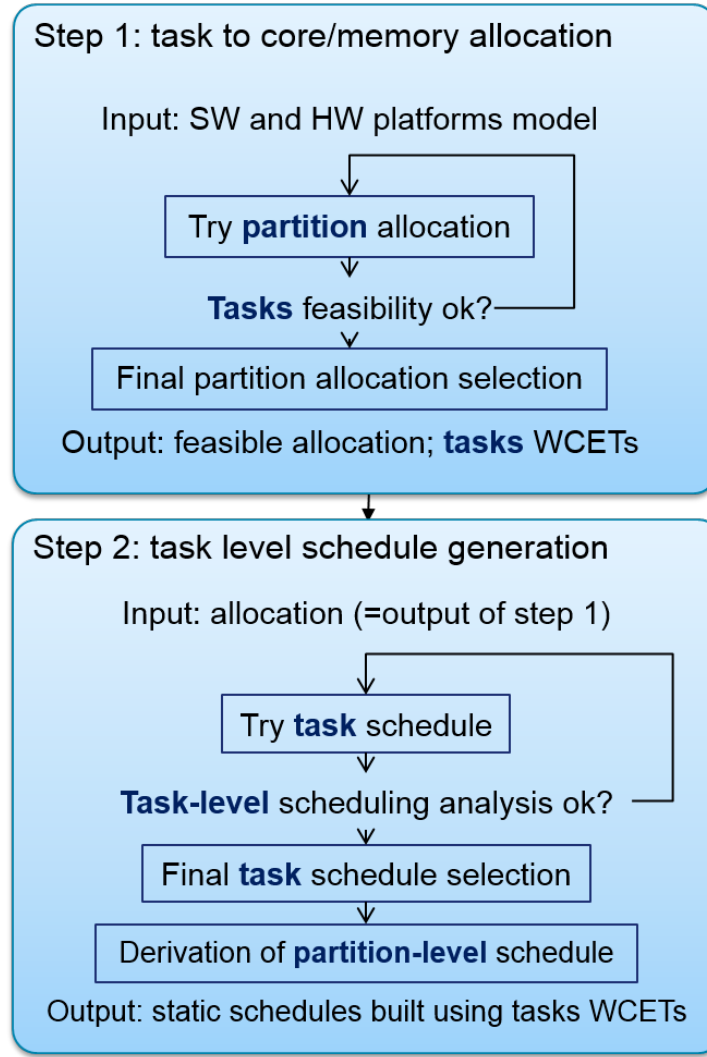 Step 1: task to core/memory allocation
Input: SW and HW platforms model
Try partition allocation
Tasks feasibility ok?
Final partition allocation selection
Output: feasible allocation; tasks WCETs
Step 2: task level schedule generation
Input: allocation (=output of step 1)
Try task schedule
Task-level scheduling analysis ok?
Final task schedule selection
Derivation of partition-level schedule
Output: static schedules built using tasks WCETs